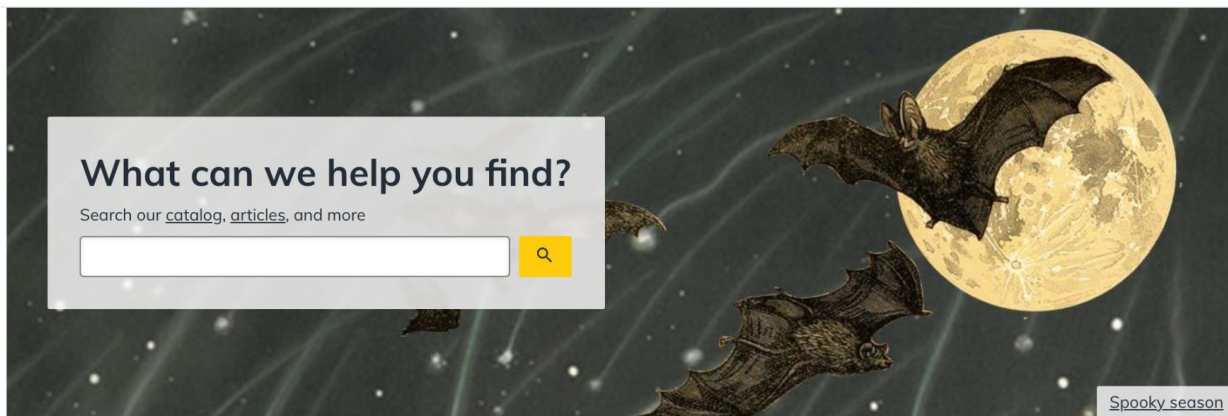 What can we help you find?
Search our catalog, articles, and more
Spooky season